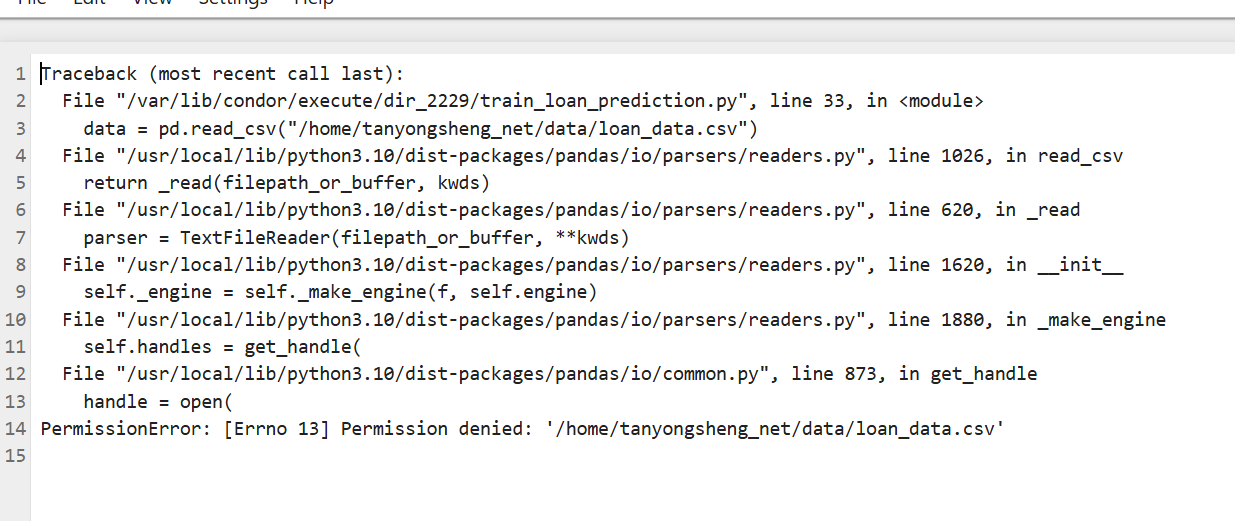 File Edit View Settings Help
1 Traceback (most recent call last):
2   File "/var/lib/condor/execute/dir_2229/train_loan_prediction.py", line 33, in <module>
3     data = pd.read_csv("/home/tanyongsheng_net/data/loan_data.csv")
4   File "/usr/local/lib/python3.10/dist-packages/pandas/io/parsers/readers.py", line 1026, in read_csv
5     return _read(filepath_or_buffer, kwds)
6   File "/usr/local/lib/python3.10/dist-packages/pandas/io/parsers/readers.py", line 620, in _read
7     parser = TextFileReader(filepath_or_buffer, **kwds)
8   File "/usr/local/lib/python3.10/dist-packages/pandas/io/parsers/readers.py", line 1620, in __init__
9     self._engine = self._make_engine(f, self.engine)
10   File "/usr/local/lib/python3.10/dist-packages/pandas/io/parsers/readers.py", line 1880, in _make_engine
11     self.handles = get_handle(
12   File "/usr/local/lib/python3.10/dist-packages/pandas/io/common.py", line 873, in get_handle
13     handle = open(
14 PermissionError: [Errno 13] Permission denied: '/home/tanyongsheng_net/data/loan_data.csv'
15